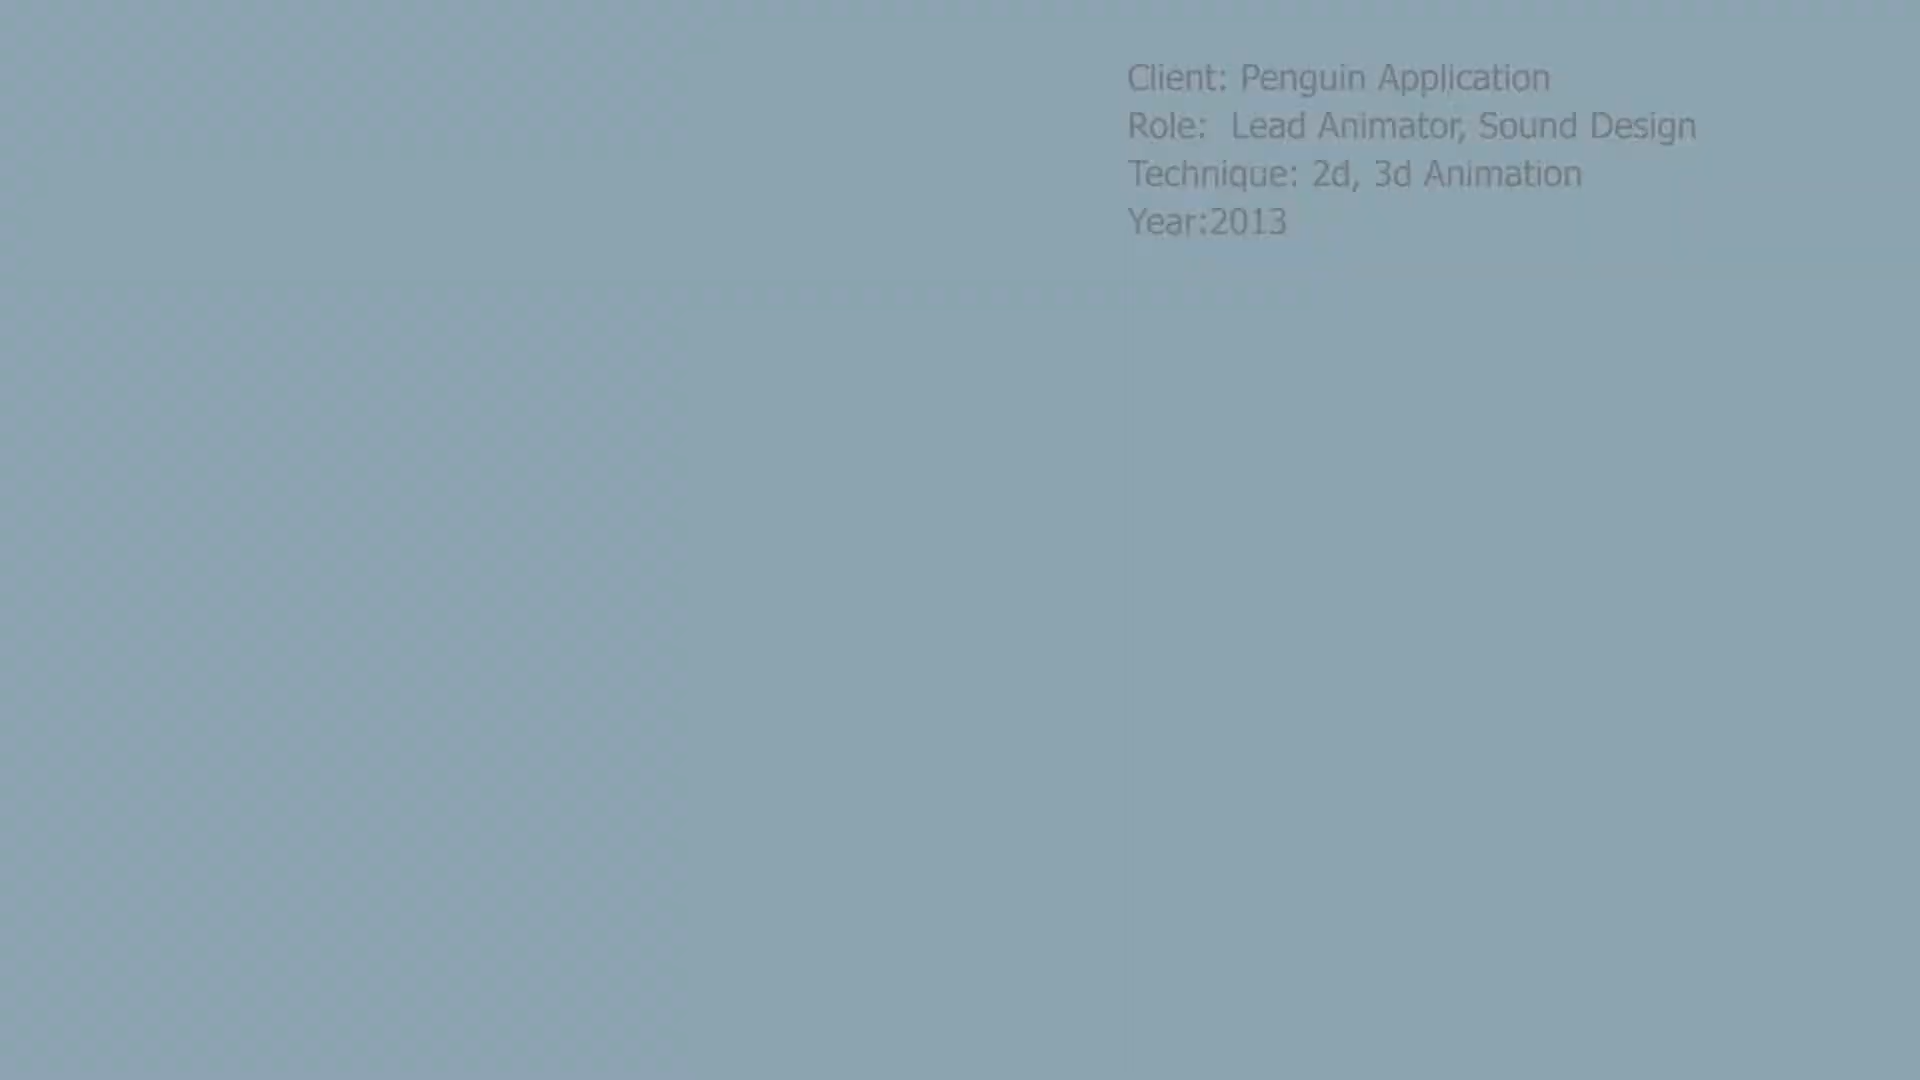 Client: Penguin Application
Role:  Lead Animator, Sound Design
Technique: 2d, 3d Animation
Year:2013